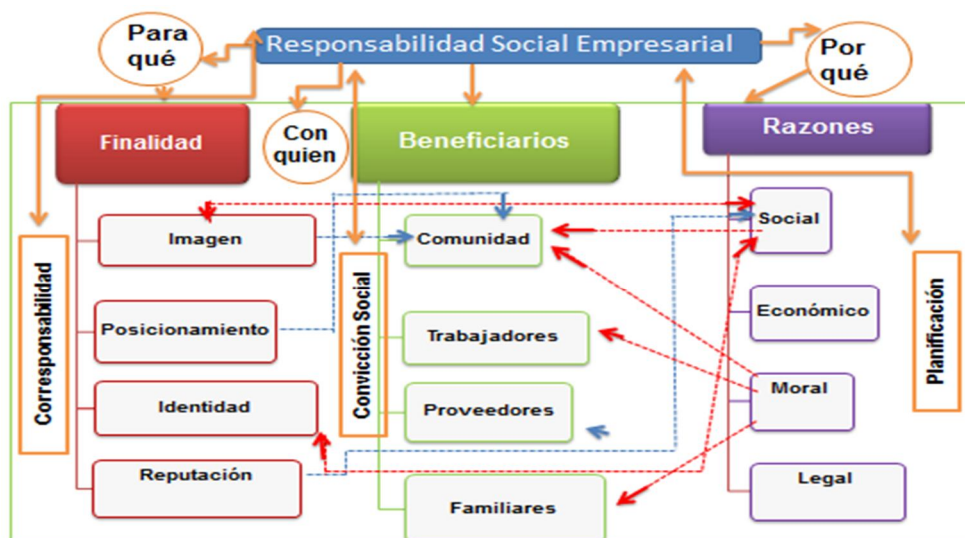 Para
qué
Responsabilidad Social Empresarial
Por
qué
Finalidad
Con
quien
Beneficiarios
Razones
Imagen
Comunidad
Social
Posicionamiento
Trabajadores
Económico
Identidad
Proveedores
Moral
Reputación
Familiares
Legal
Corresponsabilidad
Convicción Social
Planificación